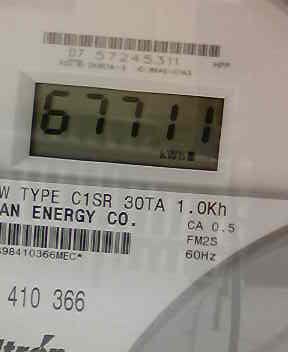 07 57245311
67711
kWh
W TYPE C1SR 30TA 1.0Kh
AN ENERGY CO.
CA 0.5
FM2S
60Hz
98410366MEC*
410 366